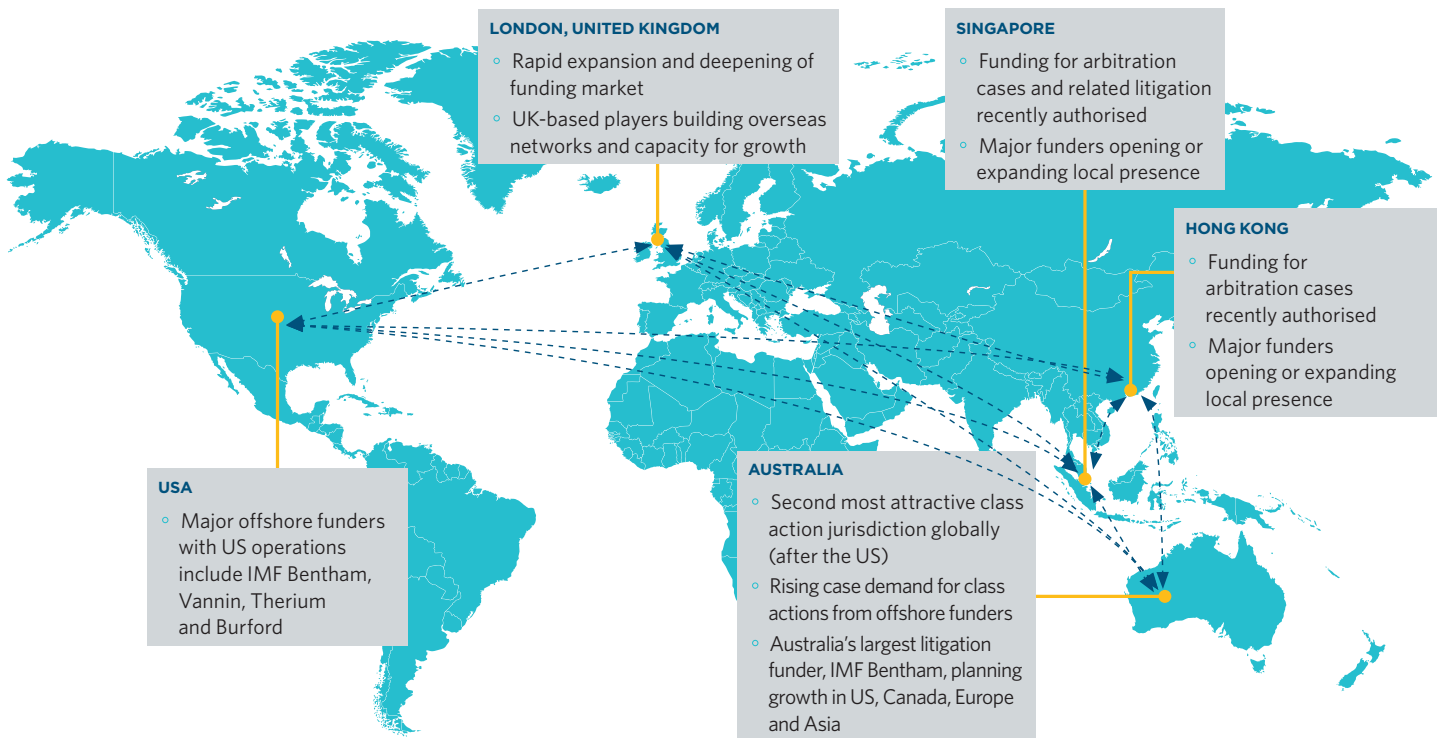 LONDON, UNITED KINGDOM
◦ Rapid expansion and deepening of
funding market
◦ UK-based players building overseas
networks and capacity for growth
SINGAPORE
◦ Funding for arbitration
cases and related litigation
recently authorised
◦ Major funders opening or
expanding local presence
HONG KONG
◦ Funding for
arbitration cases
recently authorised
◦ Major funders
opening or expanding
local presence
USA
◦ Major offshore funders
with US operations
include IMF Bentham,
Vannin, Therium
and Burford
AUSTRALIA
◦ Second most attractive class
action jurisdiction globally
(after the US)
◦ Rising case demand for class
actions from offshore funders
◦ Australia's largest litigation
funder, IMF Bentham, planning
growth in US, Canada, Europe
and Asia